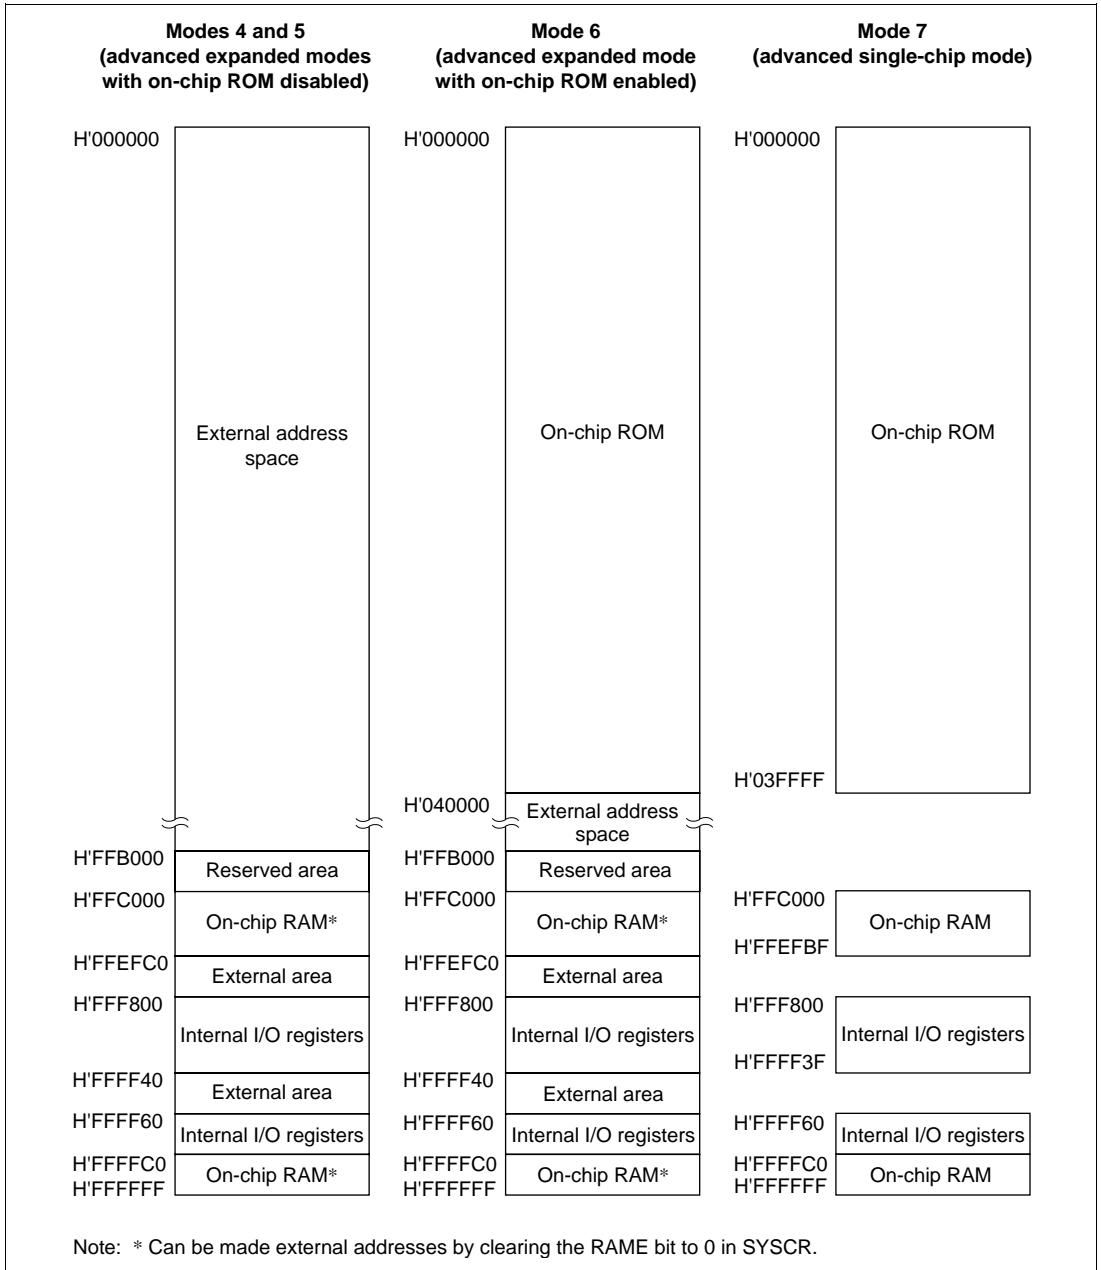 Modes 4 and 5
(advanced expanded modes
with on-chip ROM disabled)
H'000000
External address
space
H'FFB000
Reserved area
H'FFC000
On-chip RAM*
H'FFEFC0
External area
H'FFF800
Internal I/O registers
H'FFFF40
External area
H'FFFF60
Internal I/O registers
H'FFFFC0
On-chip RAM*
H'FFFFFF
Mode 6
(advanced expanded mode
with on-chip ROM enabled)
H'000000
On-chip ROM
H'040000
External address
space
H'FFB000
Reserved area
H'FFC000
On-chip RAM*
H'FFEFC0
External area
H'FFF800
Internal I/O registers
H'FFFF40
External area
H'FFFF60
Internal I/O registers
H'FFFFC0
On-chip RAM*
H'FFFFFF
Mode 7
(advanced single-chip mode)
H'000000
On-chip ROM
H'03FFFF
H'FFC000
On-chip RAM
H'FFEFBF
H'FFF800
Internal I/O registers
H'FFFF3F
H'FFFF60
Internal I/O registers
H'FFFFC0
On-chip RAM
H'FFFFFF
Note: * Can be made external addresses by clearing the RAME bit to 0 in SYSCR.